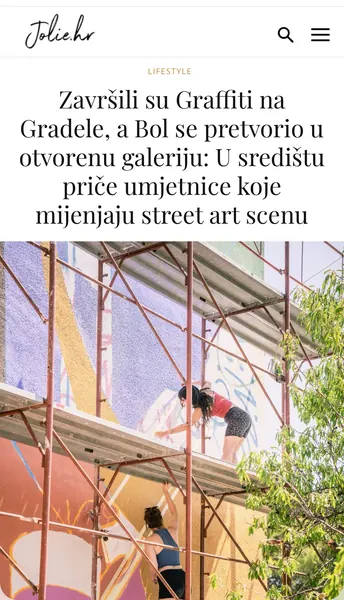 Jolie.hr
LIFESTYLE
Završili su Graffiti na
Gradele, a Bol se pretvorio u
otvorenu galeriju: U središtu
priče umjetnice koje
mijenjaju street art scenu